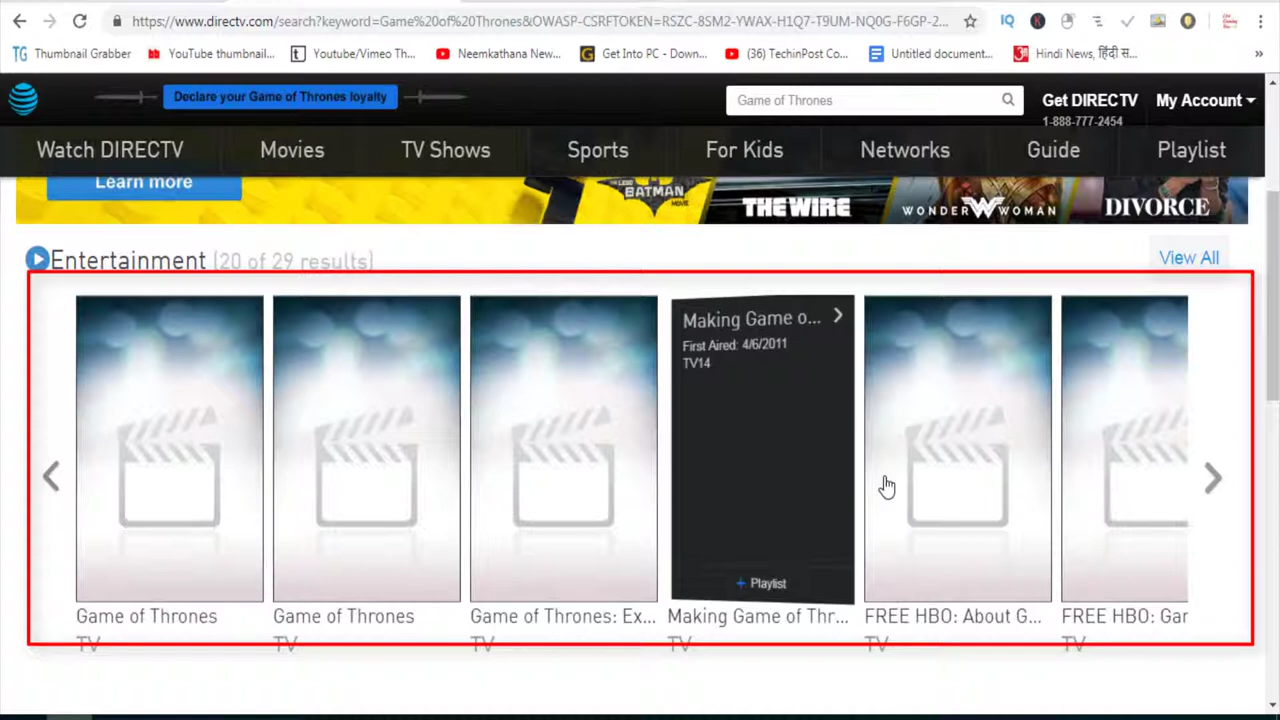 https://www.directv.com/search?keyword=Game%20of%20Thrones&OWASP-CSRFTOKEN=RSZC-8SM2-YWAX-H1Q7-T9UM-NQ0G-F6GP-2...
IQ
TG Thumbnail Grabber
YouTube thumbnail...
t Youtube/Vimeo Th...
Neemkathana New...
G Get Into PC - Down...
(36) TechinPost Co...
Untitled document...
Hindi News, हिंदी स...
»
Declare your Game of Thrones loyalty
Game of Thrones
Get DIRECTV
1-888-777-2454
My Account
Watch DIRECTV
Movies
TV Shows
Sports
For Kids
Networks
Guide
Playlist
Learn more
BATMAN
THE WIRE
WONDER WOMAN
DIVORCE
Entertainment (20 of 29 results)
View All
Making Game o...
First Aired: 4/6/2011
TV14
+ Playlist
Game of Thrones
TV
Game of Thrones
TV
Game of Thrones: Ex...
TV
Making Game of Thr...
TV
FREE HBO: About G...
TV
FREE HBO: Gar
TV